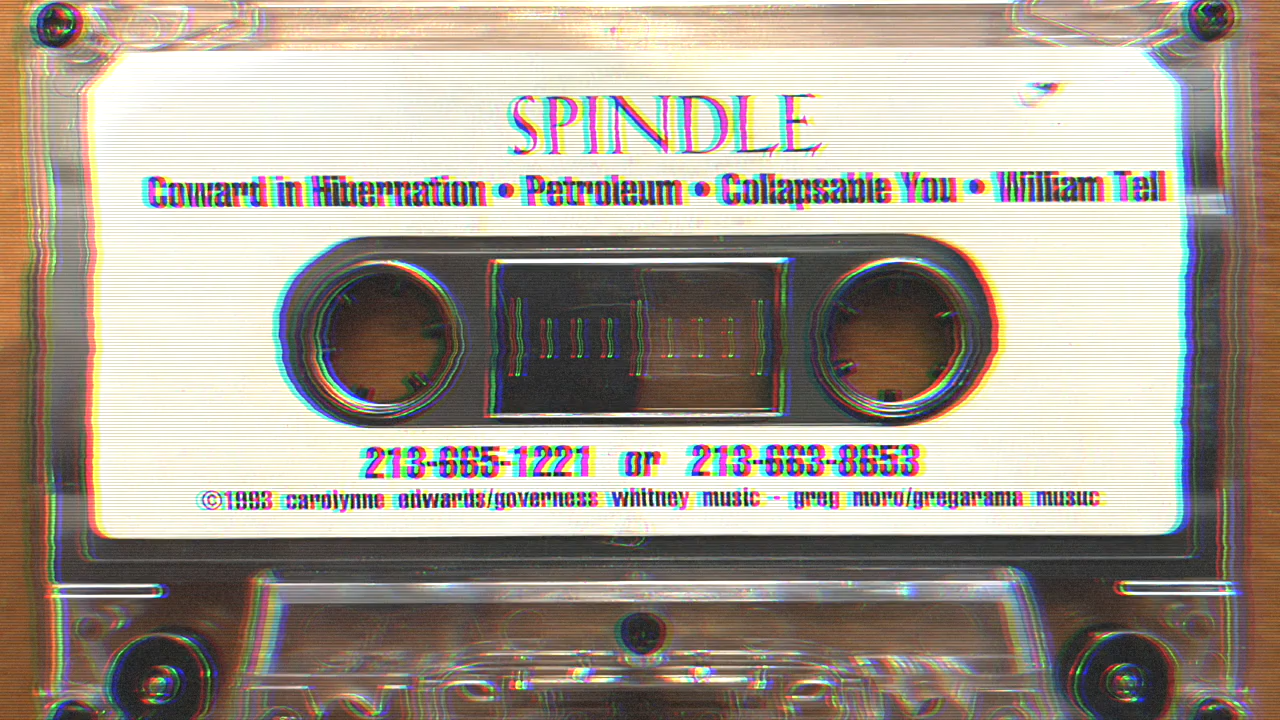 SPINDLE
Coward in Hibernation • Petroleum • Collapsable You • William Tell
213-665-1221 or 213-663-8653
©1993 carolynne edwards/governess whitney music - greg moro/gregarama musuc